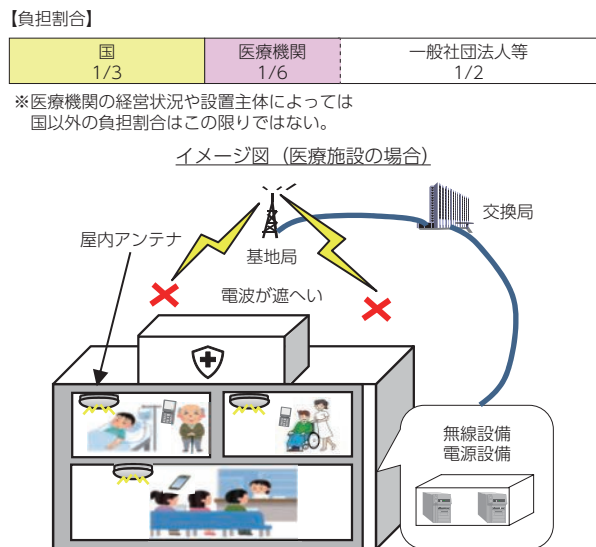 【負担割合】
国
1/3
医療機関
1/6
一般社団法人等
1/2
※医療機関の経営状況や設置主体によっては
国以外の負担割合はこの限りではない。
イメージ図（医療施設の場合）
交換局
屋内アンテナ
基地局
電波が遮へい
無線設備
電源設備